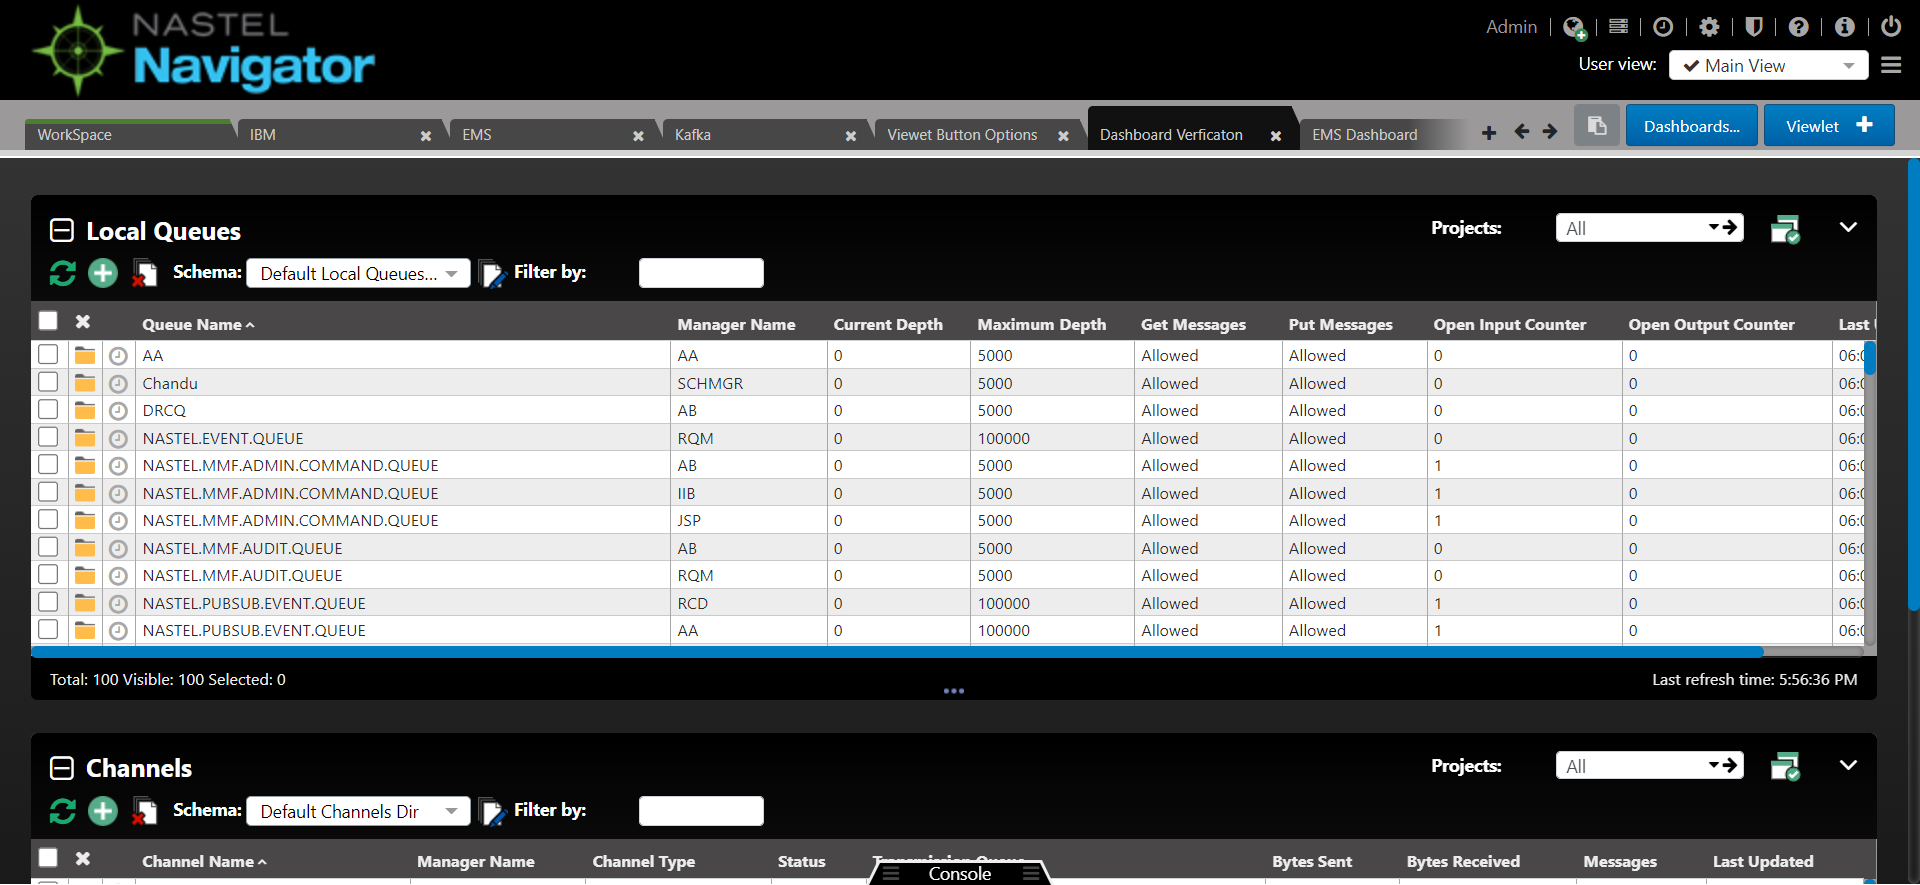 NASTEL
Navigator
Admin
User view: Main View
WorkSpace IBM EMS Kafka Viewet Button Options Dashboard Verficaton EMS Dashboard Dashboards... Viewlet
Local Queues Projects: All
Schema: Default Local Queues... Filter by:
Queue Name Manager Name Current Depth Maximum Depth Get Messages Put Messages Open Input Counter Open Output Counter Last
AA AA 0 5000 Allowed Allowed 0 0 06:0
Chandu SCHMGR 0 5000 Allowed Allowed 0 0 06:0
DRCQ AB 0 5000 Allowed Allowed 0 0 06:0
NASTEL.EVENT.QUEUE RQM 0 100000 Allowed Allowed 0 0 06:0
NASTEL.MMF.ADMIN.COMMAND.QUEUE AB 0 5000 Allowed Allowed 1 0 06:0
NASTEL.MMF.ADMIN.COMMAND.QUEUE IIB 0 5000 Allowed Allowed 1 0 06:0
NASTEL.MMF.ADMIN.COMMAND.QUEUE JSP 0 5000 Allowed Allowed 1 0 06:0
NASTEL.MMF.AUDIT.QUEUE AB 0 5000 Allowed Allowed 0 0 06:0
NASTEL.MMF.AUDIT.QUEUE RQM 0 5000 Allowed Allowed 0 0 06:0
NASTEL.PUBSUB.EVENT.QUEUE RCD 0 100000 Allowed Allowed 1 0 06:0
NASTEL.PUBSUB.EVENT.QUEUE AA 0 100000 Allowed Allowed 1 0 06:0
Total: 100 Visible: 100 Selected: 0 Last refresh time: 5:56:36 PM
Channels Projects: All
Schema: Default Channels Dir Filter by:
Channel Name Manager Name Channel Type Status Transmission Queue Bytes Sent Bytes Received Messages Last Updated
Console